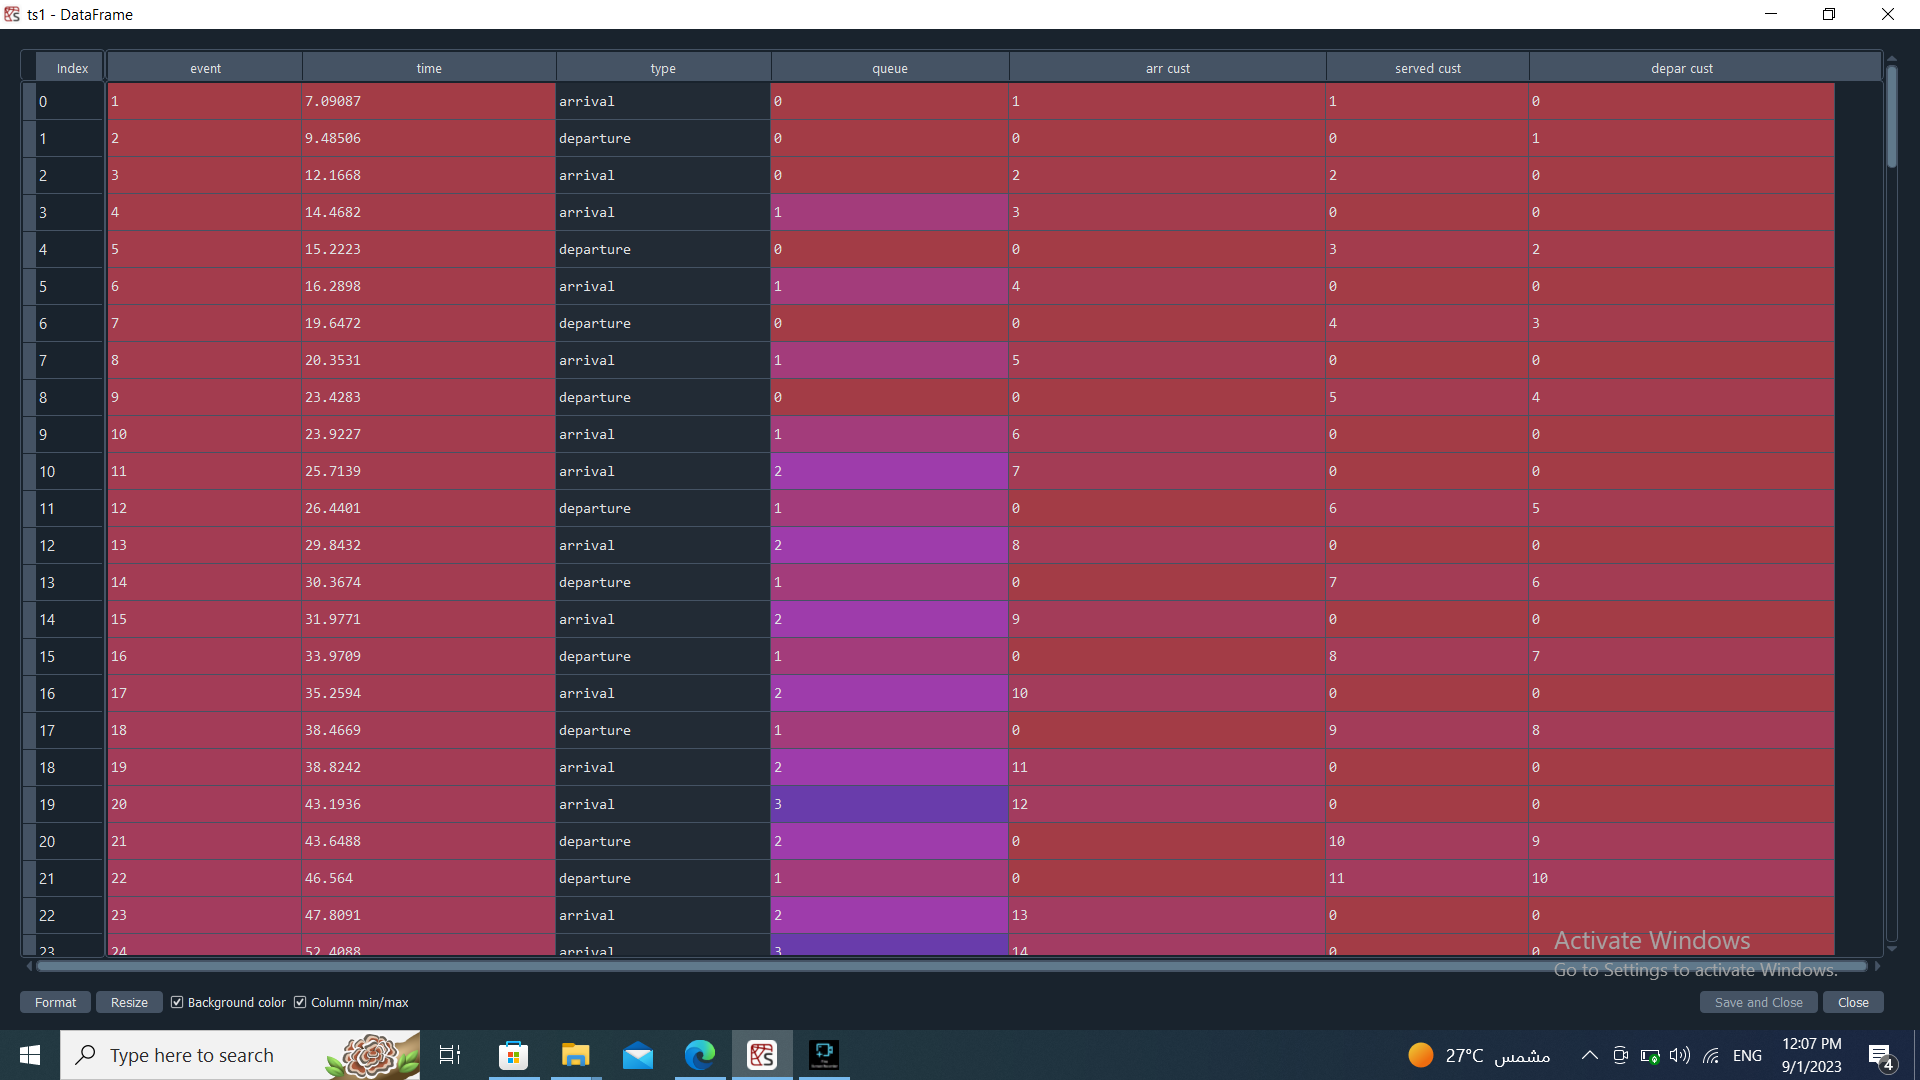 ts1 - DataFrame
Index event time type queue arr cust served cust depar cust
0 1 7.09087 arrival 0 1 1 0
1 2 9.48506 departure 0 0 0 1
2 3 12.1668 arrival 0 2 2 0
3 4 14.4682 arrival 1 3 0 0
4 5 15.2223 departure 0 0 3 2
5 6 16.2898 arrival 1 4 0 0
6 7 19.6472 departure 0 0 4 3
7 8 20.3531 arrival 1 5 0 0
8 9 23.4283 departure 0 0 5 4
9 10 23.9227 arrival 1 6 0 0
10 11 25.7139 arrival 2 7 0 0
11 12 26.4401 departure 1 0 6 5
12 13 29.8432 arrival 2 8 0 0
13 14 30.3674 departure 1 0 7 6
14 15 31.9771 arrival 2 9 0 0
15 16 33.9709 departure 1 0 8 7
16 17 35.2594 arrival 2 10 0 0
17 18 38.4669 departure 1 0 9 8
18 19 38.8242 arrival 2 11 0 0
19 20 43.1936 arrival 3 12 0 0
20 21 43.6488 departure 2 0 10 9
21 22 46.564 departure 1 0 11 10
22 23 47.8091 arrival 2 13 0 0
23 24 52.4088 arrival 3 14 0 0
Activate Windows
Go to Settings to activate Windows.
Format Resize Background color Column min/max Save and Close Close
Type here to search 27°C مشمس ENG 12:07 PM
9/1/2023 4